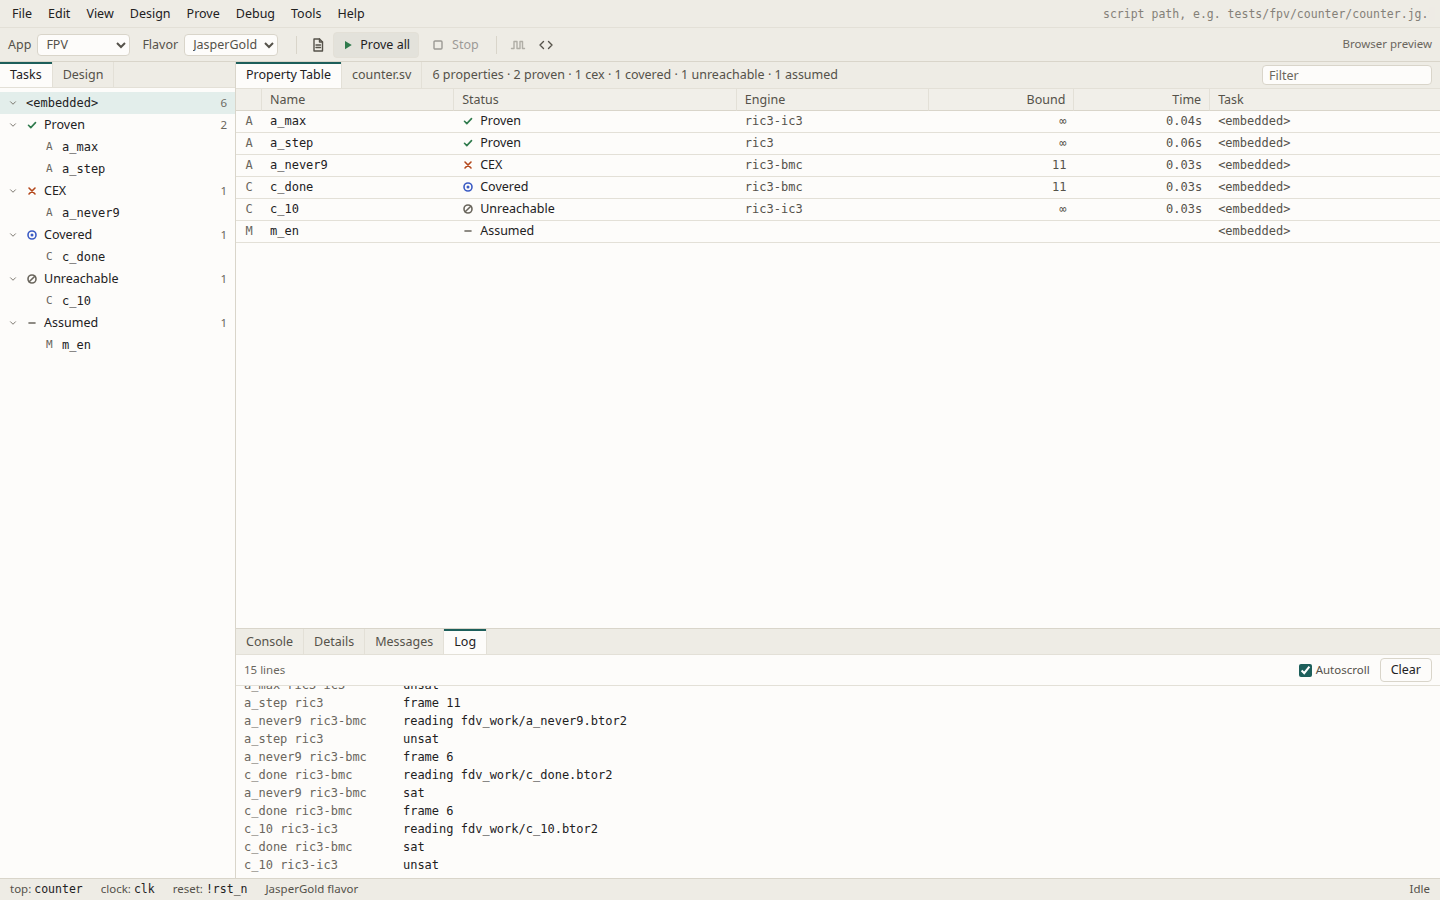 File Edit View Design Prove Debug Tools Help script path, e.g. tests/fpv/counter/counter.jg.
App FPV Flavor JasperGold Prove all Stop Browser preview
Tasks Design Property Table counter.sv 6 properties · 2 proven · 1 cex · 1 covered · 1 unreachable · 1 assumed Filter
<embedded> 6
Proven 2
A a_max
A a_step
CEX 1
A a_never9
Covered 1
C c_done
Unreachable 1
C c_10
Assumed 1
M m_en
Name Status Engine Bound Time Task
A a_max Proven ric3-ic3 ∞ 0.04s <embedded>
A a_step Proven ric3 ∞ 0.06s <embedded>
A a_never9 CEX ric3-bmc 11 0.03s <embedded>
C c_done Covered ric3-bmc 11 0.03s <embedded>
C c_10 Unreachable ric3-ic3 ∞ 0.03s <embedded>
M m_en Assumed <embedded>
Console Details Messages Log
15 lines Autoscroll Clear
a_max ric3-ic3 unsat
a_step ric3 frame 11
a_never9 ric3-bmc reading fdv_work/a_never9.btor2
a_step ric3 unsat
a_never9 ric3-bmc frame 6
c_done ric3-bmc reading fdv_work/c_done.btor2
a_never9 ric3-bmc sat
c_done ric3-bmc frame 6
c_10 ric3-ic3 reading fdv_work/c_10.btor2
c_done ric3-bmc sat
c_10 ric3-ic3 unsat
top: counter clock: clk reset: !rst_n JasperGold flavor Idle